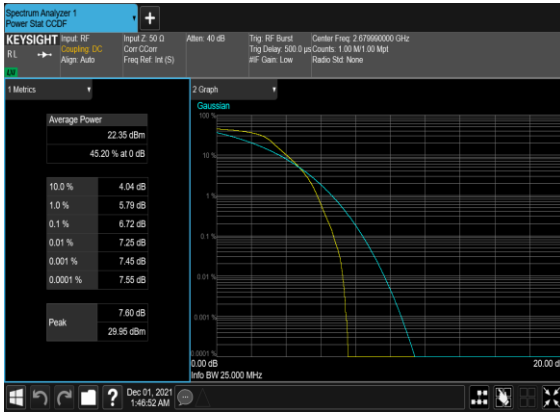 Spectrum Analyzer 1
Power Stat CCDF
KEYSIGHT
Input: RF
Input Z: 50 Ω
Atten: 40 dB
Trig: RF Burst
Center Freq: 2.679990000 GHz
RL
Coupling: DC
Corr CCorr
Trig Delay: 500.0 µs
Counts: 1.00 M/1.00 Mpt
Align: Auto
Freq Ref: Int (S)
#IF Gain: Low
Radio Std: None
1 Metrics
2 Graph
Gaussian
Average Power
22.35 dBm
45.20 % at 0 dB
10.0 % 4.04 dB
1.0 % 5.79 dB
0.1 % 6.72 dB
0.01 % 7.25 dB
0.001 % 7.45 dB
0.0001 % 7.55 dB
Peak
7.60 dB
29.95 dBm
100 %
10 %
1 %
0.1 %
0.01 %
0.001 %
0.0001 %
0.00 dB
20.00 d
Info BW 25.000 MHz
Dec 01, 2021
1:46:52 AM